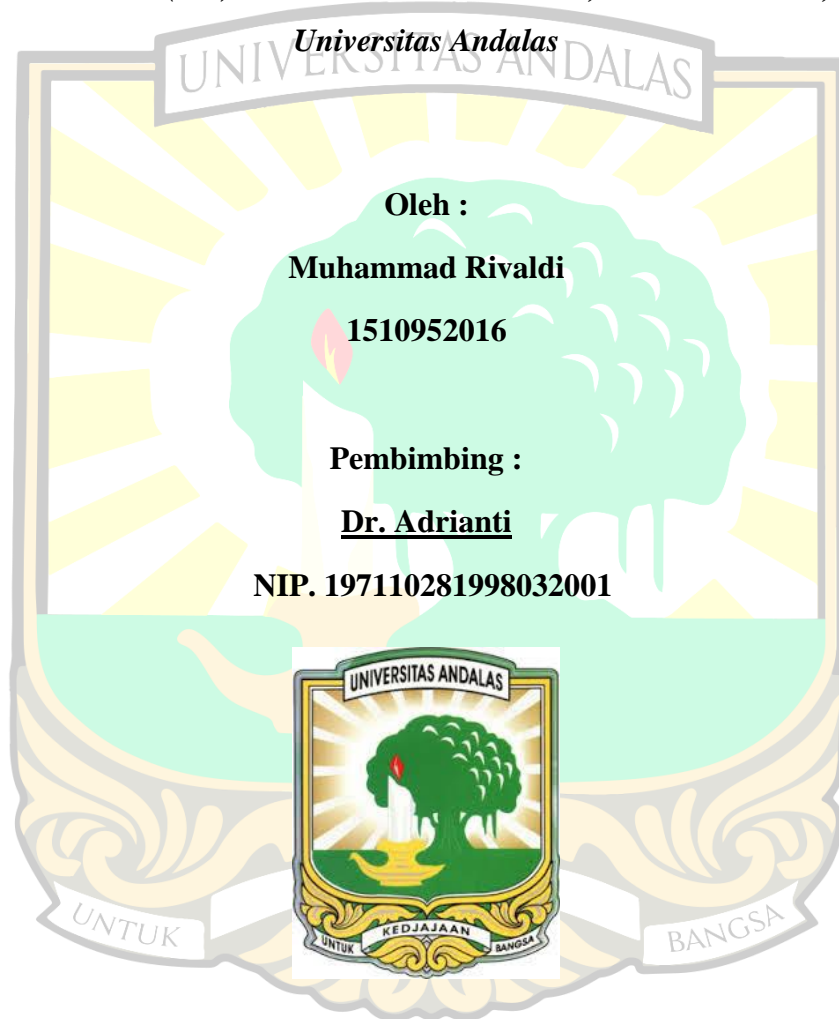 Universitas Andalas
UNIVERSITAS ANDALAS
Oleh :
Muhammad Rivaldi
1510952016
Pembimbing :
Dr. Adrianti
NIP. 197110281998032001
UNIVERSITAS ANDALAS
UNTUK
KEDJAJAAN
BANGSA
UNTUK
BANGSA